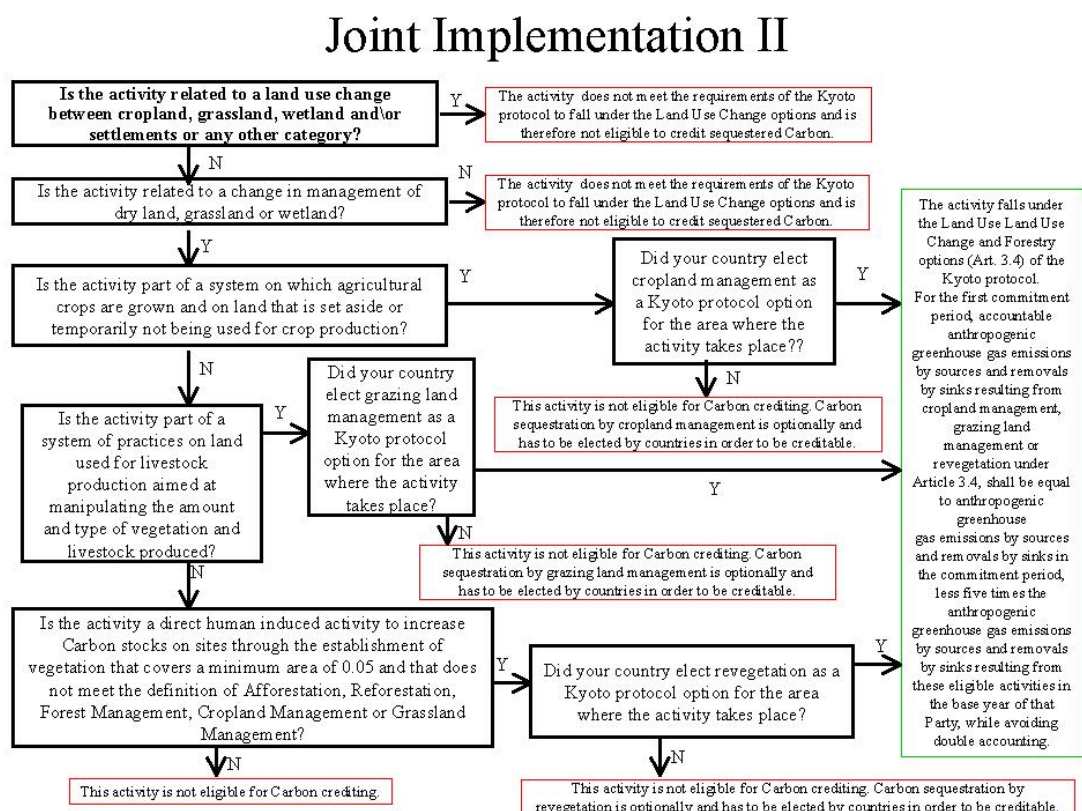 Joint Implementation II
Is the activity related to a land use change
between cropland, grassland, wetland and\or
settlements or any other category?
Y
The activity does not meet the requirements of the Kyoto
protocol to fall under the Land Use Change options and is
therefore not eligible to credit sequestered Carbon.
N
Is the activity related to a change in management of
dry land, grassland or wetland?
N
The activity does not meet the requirements of the Kyoto
protocol to fall under the Land Use Change options and is
therefore not eligible to credit sequestered Carbon.
Y
Is the activity part of a system on which agricultural
crops are grown and on land that is set aside or
temporarily not being used for crop production?
Y
Did your country elect
cropland management as
a Kyoto protocol option
for the area where the
activity takes place??
Y
N
This activity is not eligible for Carbon crediting. Carbon
sequestration by cropland management is optionally and
has to be elected by countries in order to be creditable.
N
Is the activity part of a
system of practices on land
used for livestock
production aimed at
manipulating the amount
and type of vegetation and
livestock produced?
Y
Did your country
elect grazing land
management as a
Kyoto protocol
option for the area
where the activity
takes place?
Y
N
This activity is not eligible for Carbon crediting. Carbon
sequestration by grazing land management is optionally and
has to be elected by countries in order to be creditable.
N
Is the activity a direct human induced activity to increase
Carbon stocks on sites through the establishment of
vegetation that covers a minimum area of 0.05 and that does
not meet the definition of Afforestation, Reforestation,
Forest Management, Cropland Management or Grassland
Management?
Y
Did your country elect revegetation as a
Kyoto protocol option for the area
where the activity takes place?
Y
N
This activity is not eligible for Carbon crediting.
N
This activity is not eligible for Carbon crediting. Carbon sequestration by
revegetation is optionally and has to be elected by countries in order to be creditable.
The activity falls under
the Land Use Land Use
Change and Forestry
options (Art. 3.4) of the
Kyoto protocol.
For the first commitment
period, accountable
anthropogenic
greenhouse gas emissions
by sources and removals
by sinks resulting from
cropland management,
grazing land
management or
revegetation under
Article 3.4, shall be equal
to anthropogenic
greenhouse
gas emissions by sources
and removals by sinks in
the commitment period,
less five times the
anthropogenic
greenhouse gas emissions
by sources and removals
by sinks resulting from
these eligible activities in
the base year of that
Party, while avoiding
double accounting.